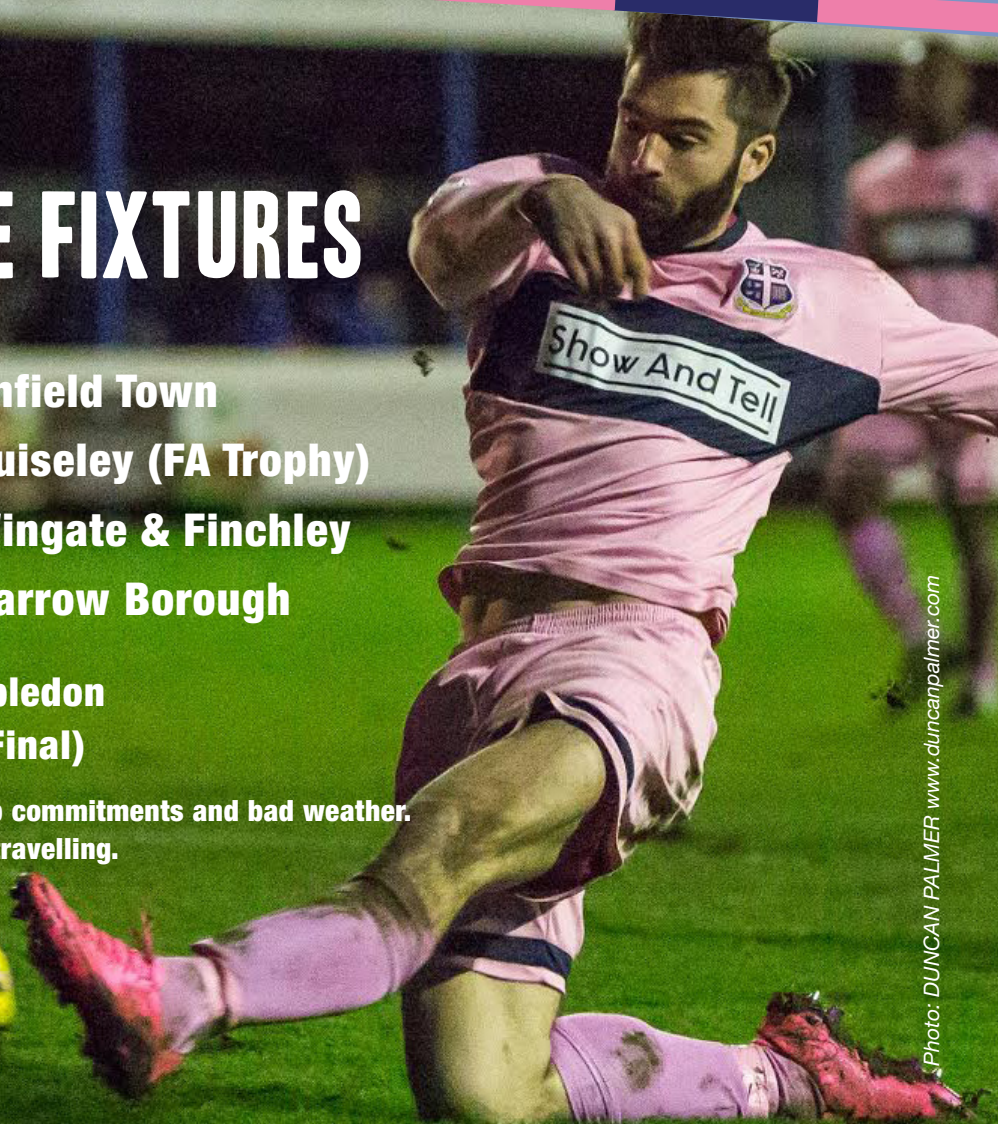 E FIXTURES
nfield Town
uiseley (FA Trophy)
ingate & Finchley
arrow Borough
bledon
Final)
commitments and bad weather.
ravelling.
Show And Tell
Photo: DUNCAN PALMER www.duncanpalmer.com